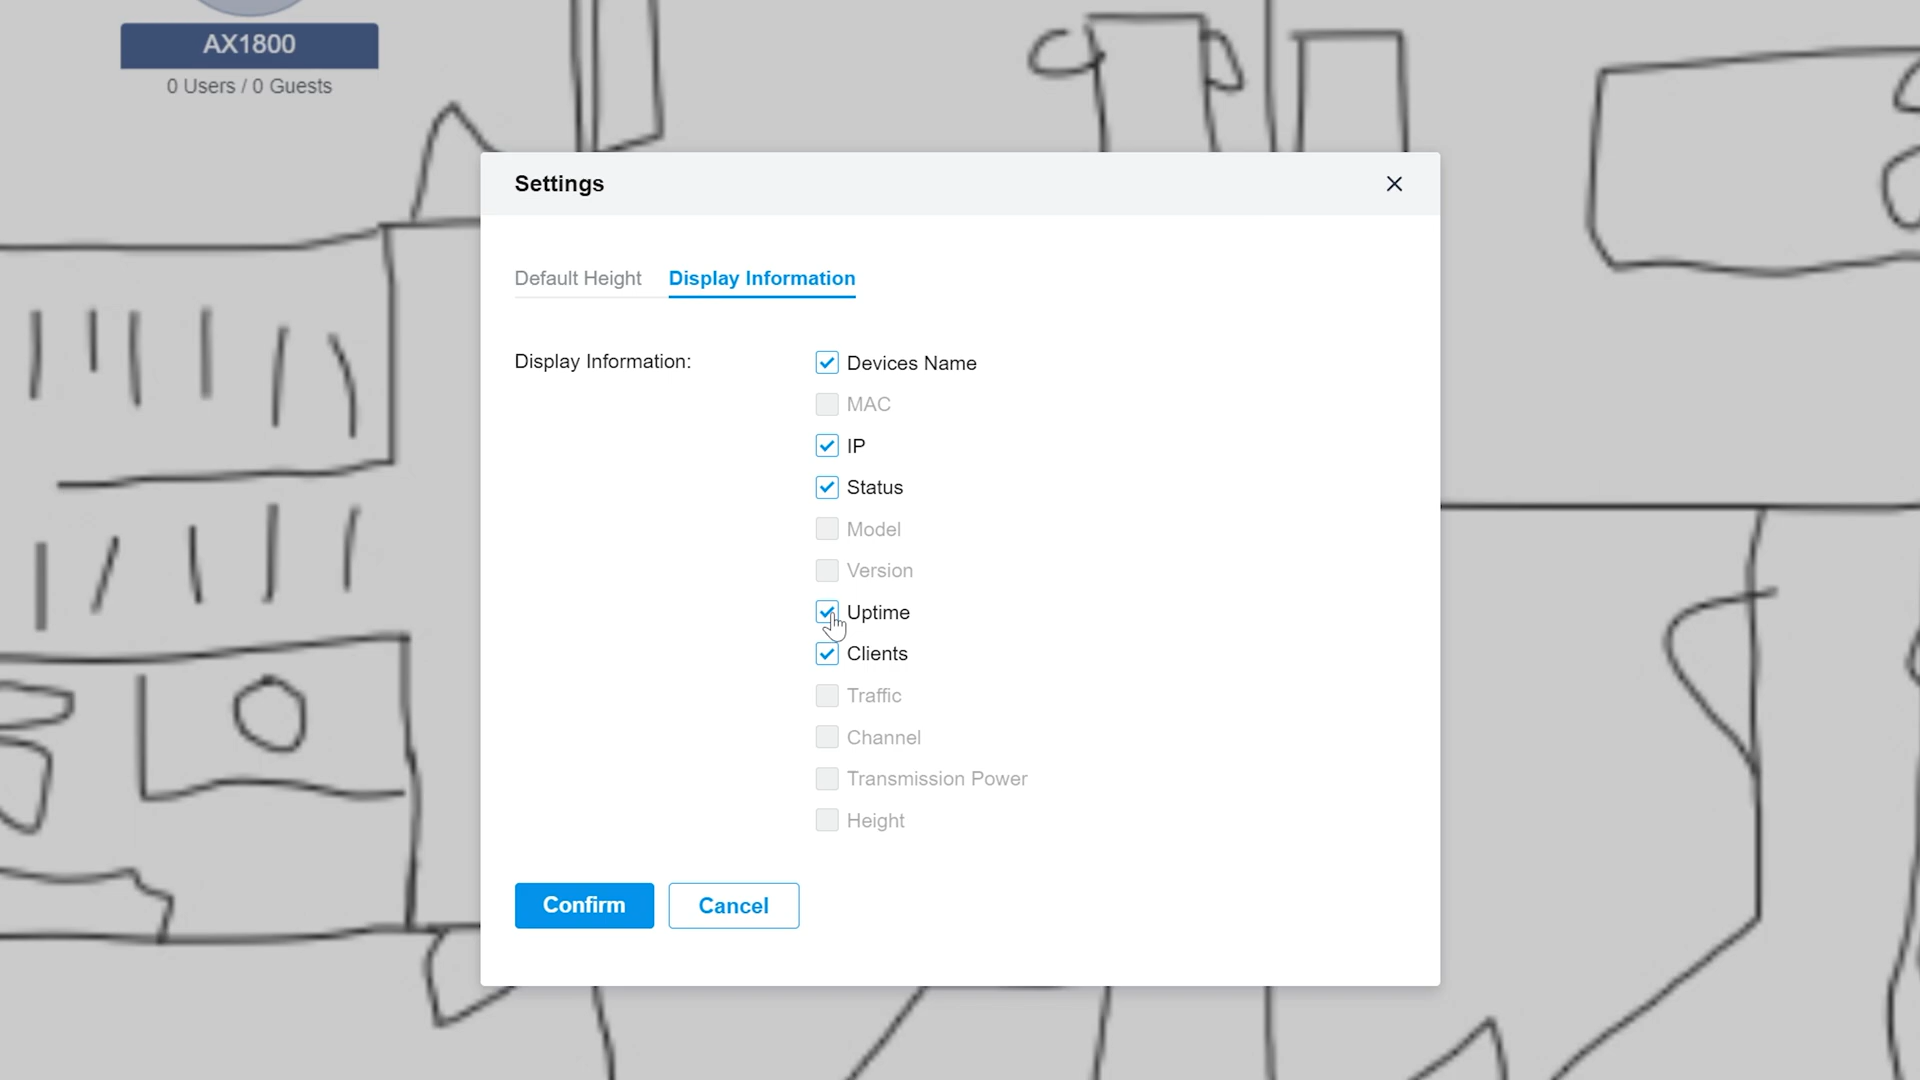 AX1800
0 Users / 0 Guests
Settings
Default Height
Display Information
Display Information:
Devices Name
MAC
IP
Status
Model
Version
Uptime
Clients
Traffic
Channel
Transmission Power
Height
Confirm
Cancel